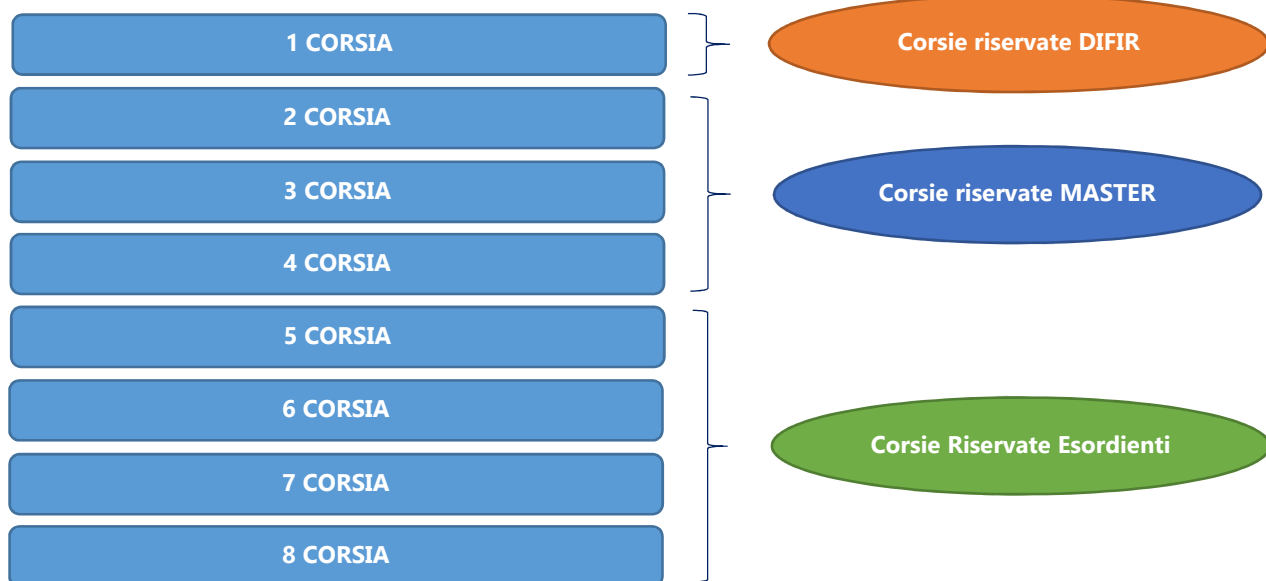 1 CORSIA
Corsie riservate DIFIR
2 CORSIA
3 CORSIA
Corsie riservate MASTER
4 CORSIA
5 CORSIA
6 CORSIA
Corsie Riservate Esordienti
7 CORSIA
8 CORSIA